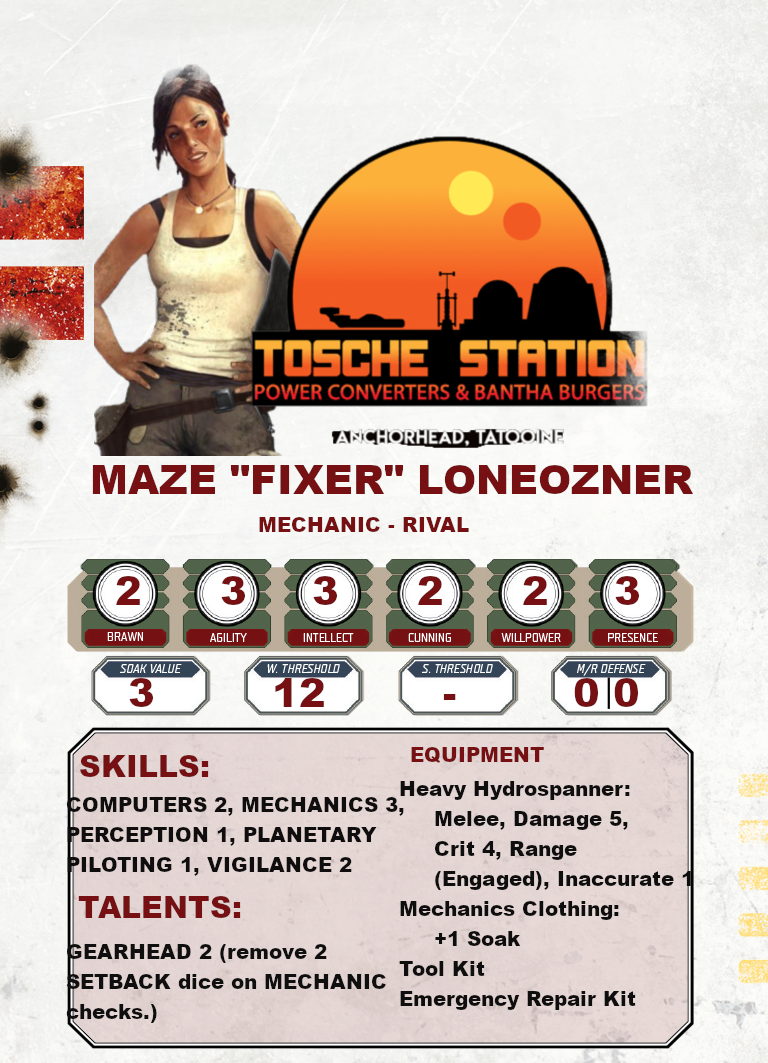 TOSCHE STATION
POWER CONVERTERS & BANTHA BURGERS
ANCHORHEAD, TATOOINE
MAZE "FIXER" LONEOZNER
MECHANIC - RIVAL
2 3 3 2 2 3
BRAWN AGILITY INTELLECT CUNNING WILLPOWER PRESENCE
SOAK VALUE W. THRESHOLD S. THRESHOLD M/R DEFENSE
3 12 - 0|0
SKILLS:
COMPUTERS 2, MECHANICS 3,
PERCEPTION 1, PLANETARY
PILOTING 1, VIGILANCE 2
TALENTS:
GEARHEAD 2 (remove 2
SETBACK dice on MECHANIC
checks.)
EQUIPMENT
Heavy Hydrospanner:
Melee, Damage 5,
Crit 4, Range
(Engaged), Inaccurate 1
Mechanics Clothing:
+1 Soak
Tool Kit
Emergency Repair Kit